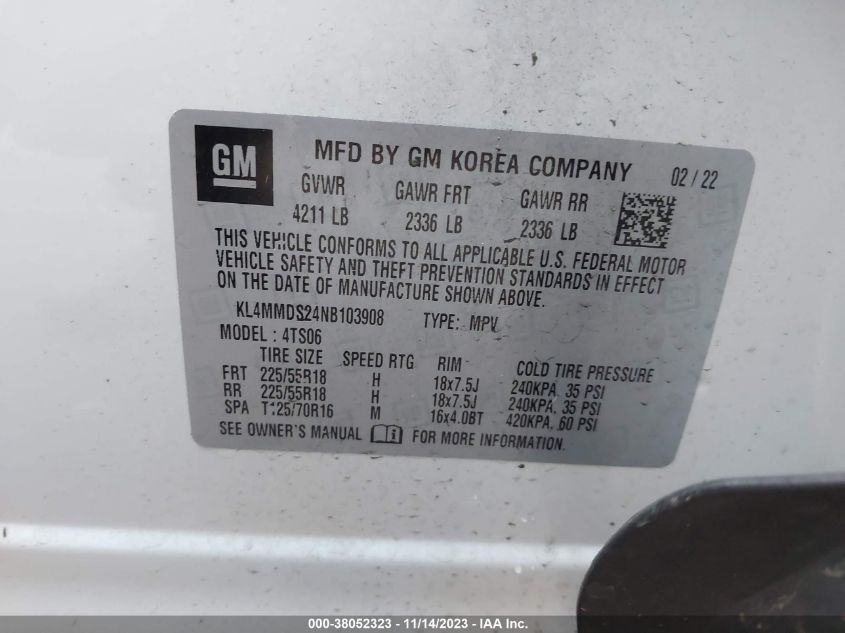 GM
MFD BY GM KOREA COMPANY 02 / 22
GVWR GAWR FRT GAWR RR
4211 LB 2336 LB 2336 LB
THIS VEHICLE CONFORMS TO ALL APPLICABLE U.S. FEDERAL MOTOR
VEHICLE SAFETY AND THEFT PREVENTION STANDARDS IN EFFECT
ON THE DATE OF MANUFACTURE SHOWN ABOVE.
KL4MMDS24NB103908 TYPE: MPV
MODEL : 4TS06
TIRE SIZE SPEED RTG RIM COLD TIRE PRESSURE
FRT 225/55R18 H 18x7.5J 240KPA, 35 PSI
RR 225/55R18 H 18x7.5J 240KPA, 35 PSI
SPA T125/70R16 M 16x4.0BT 420KPA, 60 PSI
SEE OWNER'S MANUAL FOR MORE INFORMATION.
000-38052323 - 11/14/2023 - 1 Owner Car Guy Inc.